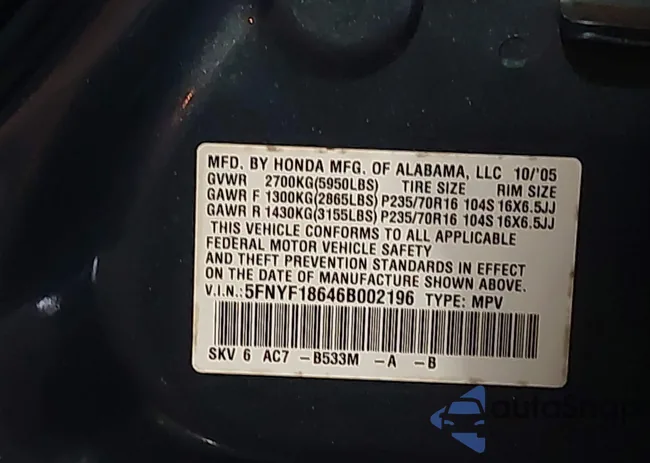 MFD. BY HONDA MFG. OF ALABAMA, LLC 10/'05
GVWR 2700KG(5950LBS) TIRE SIZE RIM SIZE
GAWR F 1300KG(2865LBS) P235/70R16 104S 16X6.5JJ
GAWR R 1430KG(3155LBS) P235/70R16 104S 16X6.5JJ
THIS VEHICLE CONFORMS TO ALL APPLICABLE
FEDERAL MOTOR VEHICLE SAFETY
AND THEFT PREVENTION STANDARDS IN EFFECT
ON THE DATE OF MANUFACTURE SHOWN ABOVE.
V.I.N.:5FNYF18646B002196 TYPE: MPV
SKV 6 AC7 -B533M -A -B
autoSnap